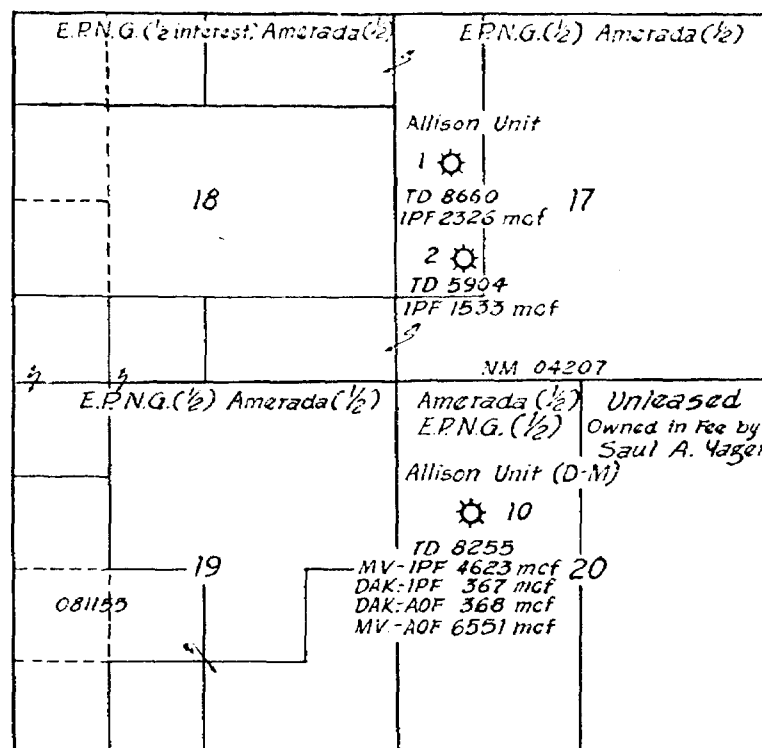 E.P.N.G. (½ interest) Amerada (½)
E.P.N.G. (½) Amerada (½)
Allison Unit
1
TD 8660
IPF 2326 mcf
18
17
2
TD 5904
IPF 1533 mcf
NM 04207
E.P.N.G. (½) Amerada (½)
Amerada (½)
E.P.N.G. (½)
Unleased
Owned in Fee by
Saul A. Yager
Allison Unit (D-M)
10
TD 8255
MV-IPF 4623 mcf
DAK-IPF 367 mcf
DAK-AOF 368 mcf
MV-AOF 6551 mcf
19
20
081155